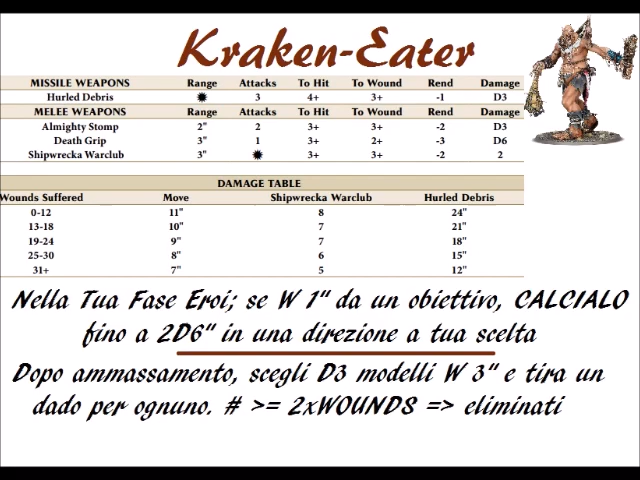 Kraken-Eater
MISSILE WEAPONS Range Attacks To Hit To Wound Rend Damage
Hurled Debris ✹ 3 4+ 3+ -1 D3
MELEE WEAPONS Range Attacks To Hit To Wound Rend Damage
Almighty Stomp 2" 2 3+ 3+ -2 D3
Death Grip 3" 1 3+ 2+ -3 D6
Shipwrecka Warclub 3" ✹ 3+ 3+ -2 2
DAMAGE TABLE
Wounds Suffered Move Shipwrecka Warclub Hurled Debris
0-12 11" 8 24"
13-18 10" 7 21"
19-24 9" 7 18"
25-30 8" 6 15"
31+ 7" 5 12"
Nella Tua Fase Eroi; se W 1" da un obiettivo, CALCIALO
fino a 2D6" in una direzione a tua scelta
Dopo ammassamento, scegli D3 modelli W 3" e tira un
dado per ognuno. # >= 2xWOUNDS => eliminati